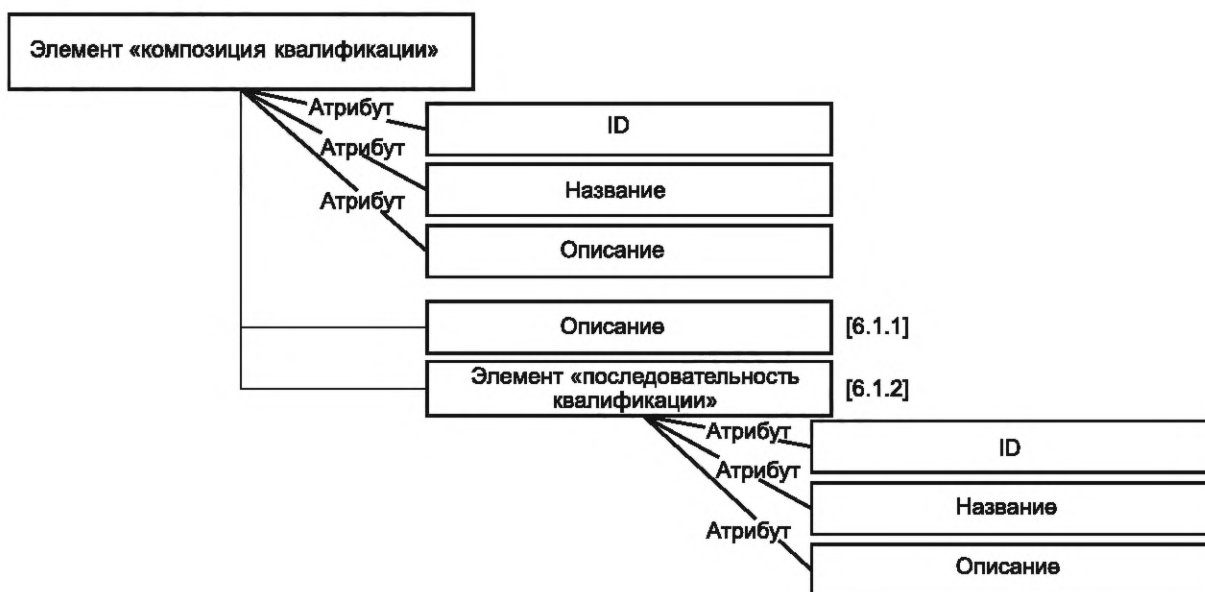 Элемент «композиция квалификации»
Атрибут
ID
Атрибут
Название
Атрибут
Описание
Описание [6.1.1]
Элемент «последовательность
квалификации» [6.1.2]
Атрибут
ID
Атрибут
Название
Атрибут
Описание